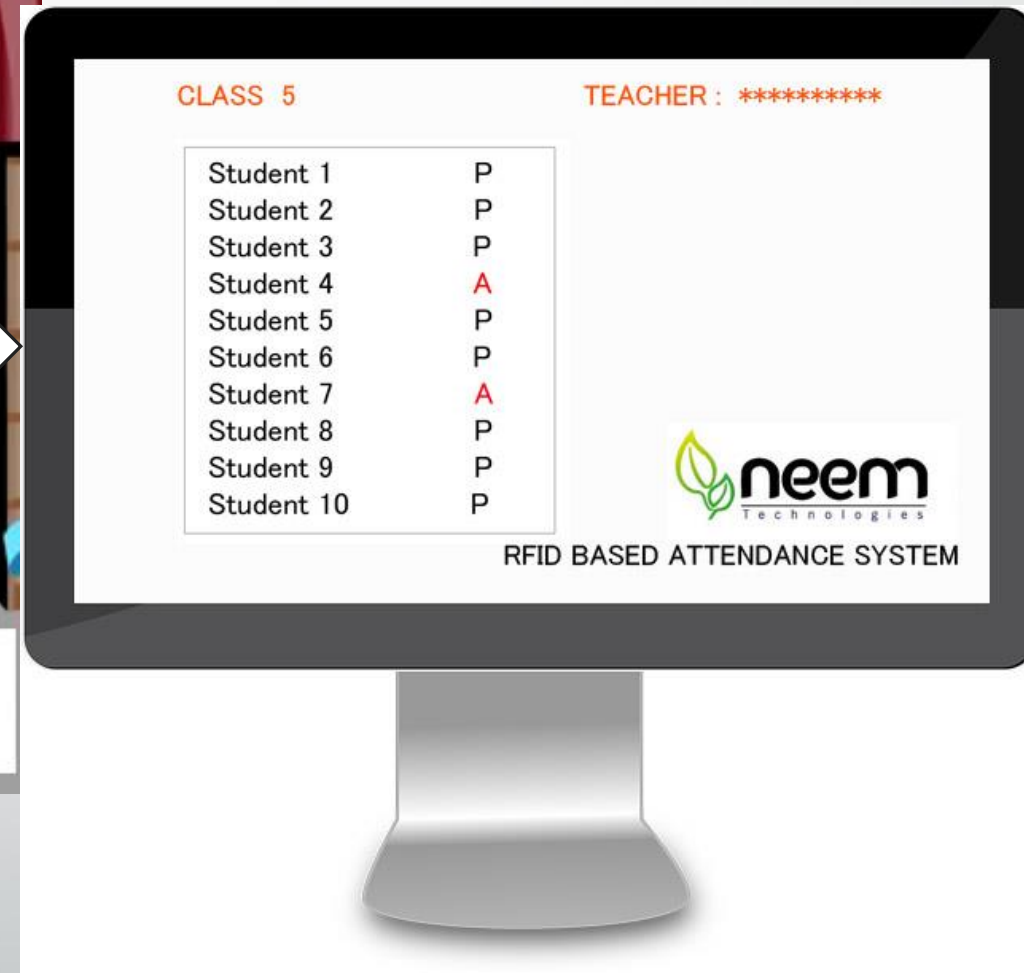 CLASS 5 TEACHER : **********
Student 1 P
Student 2 P
Student 3 P
Student 4 A
Student 5 P
Student 6 P
Student 7 A
Student 8 P
Student 9 P
Student 10 P
neem
Technologies
RFID BASED ATTENDANCE SYSTEM